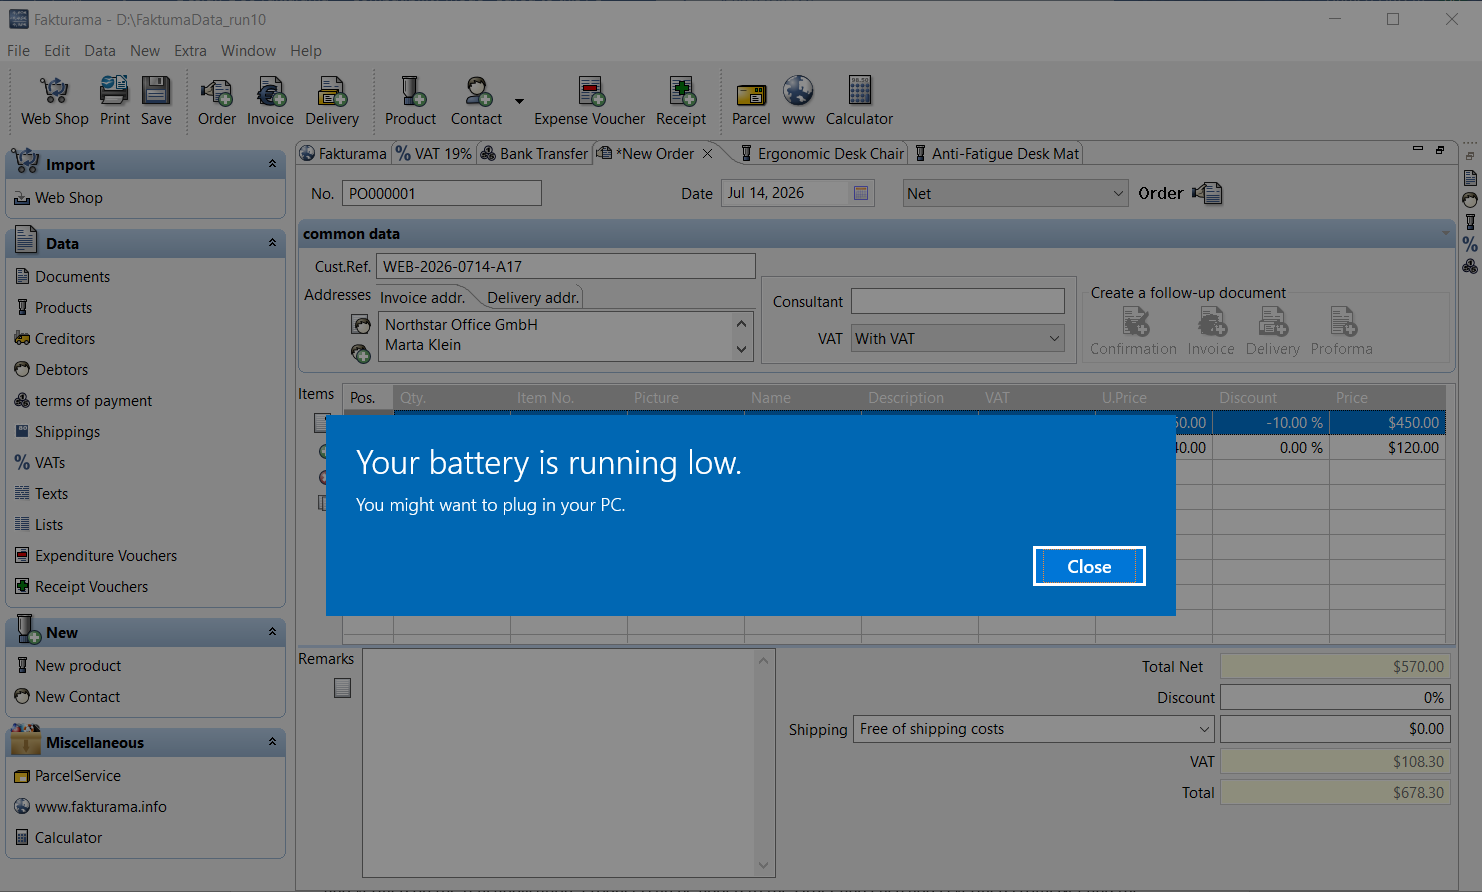 Fakturama - D:\FaktumaData_run10
File Edit Data New Extra Window Help
Web Shop Print Save Order Invoice Delivery Product Contact Expense Voucher Receipt Parcel www Calculator
Import
Web Shop
Data
Documents
Products
Creditors
Debtors
terms of payment
Shippings
VATs
Texts
Lists
Expenditure Vouchers
Receipt Vouchers
New
New product
New Contact
Miscellaneous
ParcelService
www.fakturama.info
Calculator
Fakturama VAT 19% Bank Transfer *New Order Ergonomic Desk Chair Anti-Fatigue Desk Mat
No. PO000001 Date Jul 14, 2026 Net Order
common data
Cust.Ref. WEB-2026-0714-A17
Addresses Invoice addr. Delivery addr.
Northstar Office GmbH
Marta Klein
Consultant
VAT With VAT
Create a follow-up document
Confirmation Invoice Delivery Proforma
Items Pos. Qty. Item No. Picture Name Description VAT U.Price Discount Price
0.00 -10.00 % $450.00
40.00 0.00 % $120.00
Your battery is running low.
You might want to plug in your PC.
Close
Remarks
Total Net $570.00
Discount 0%
Shipping Free of shipping costs $0.00
VAT $108.30
Total $678.30